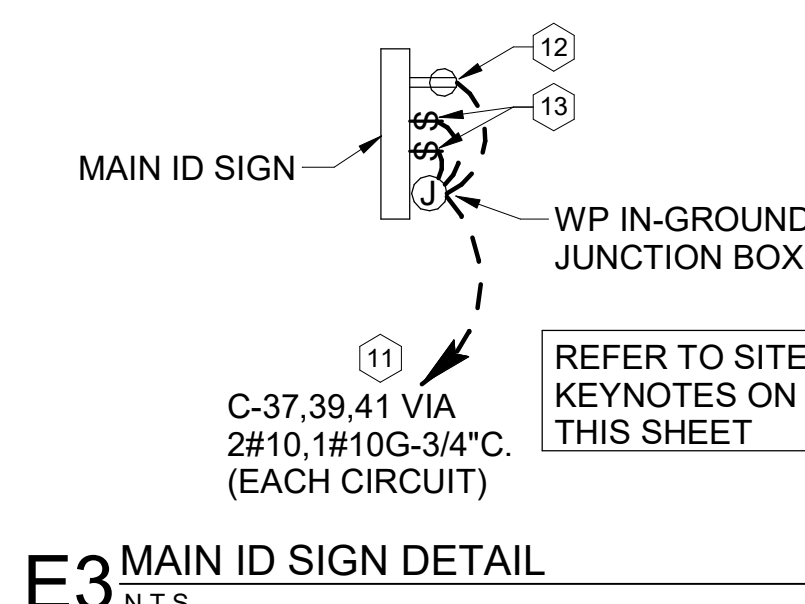 12
13
MAIN ID SIGN
$
$
J
WP IN-GROUND
JUNCTION BOX
11
REFER TO SITE
KEYNOTES ON
THIS SHEET
C-37,39,41 VIA
2#10,1#10G-3/4"C.
(EACH CIRCUIT)
E3
MAIN ID SIGN DETAIL
N.T.S.